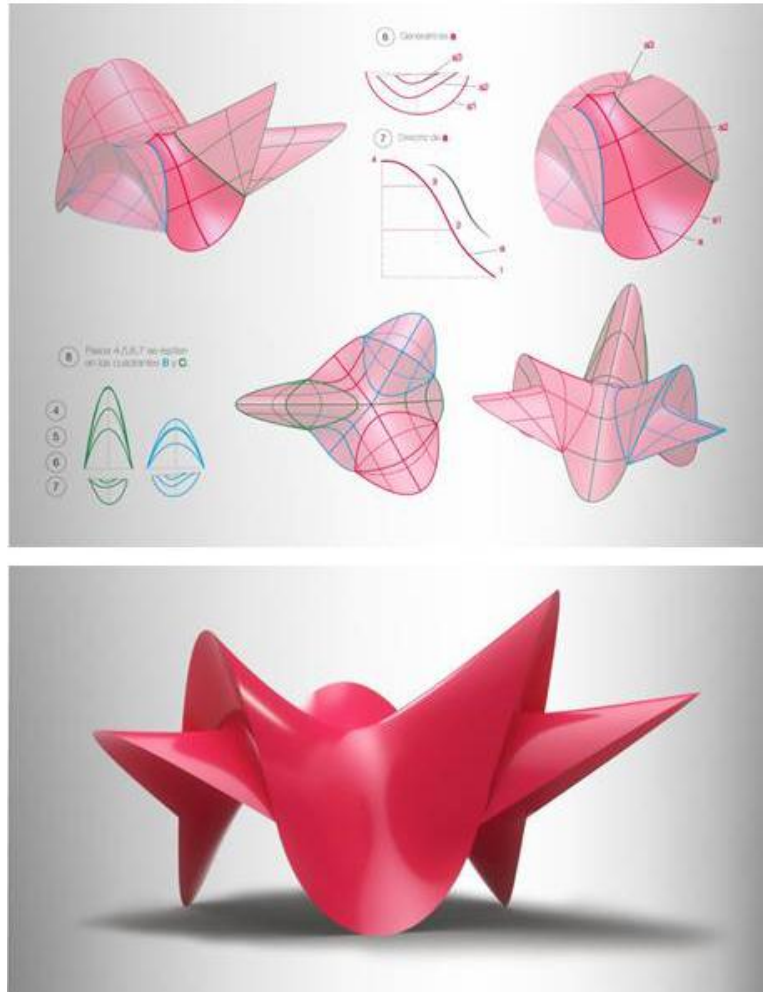 6 Generatrices a
a3
a2
a1
7 Directriz de a
4
3
2
a
1
a3
a2
a1
a
8 Pasos 4,5,6,7 se repiten
en los cuadrantes B y C.
4
5
6
7